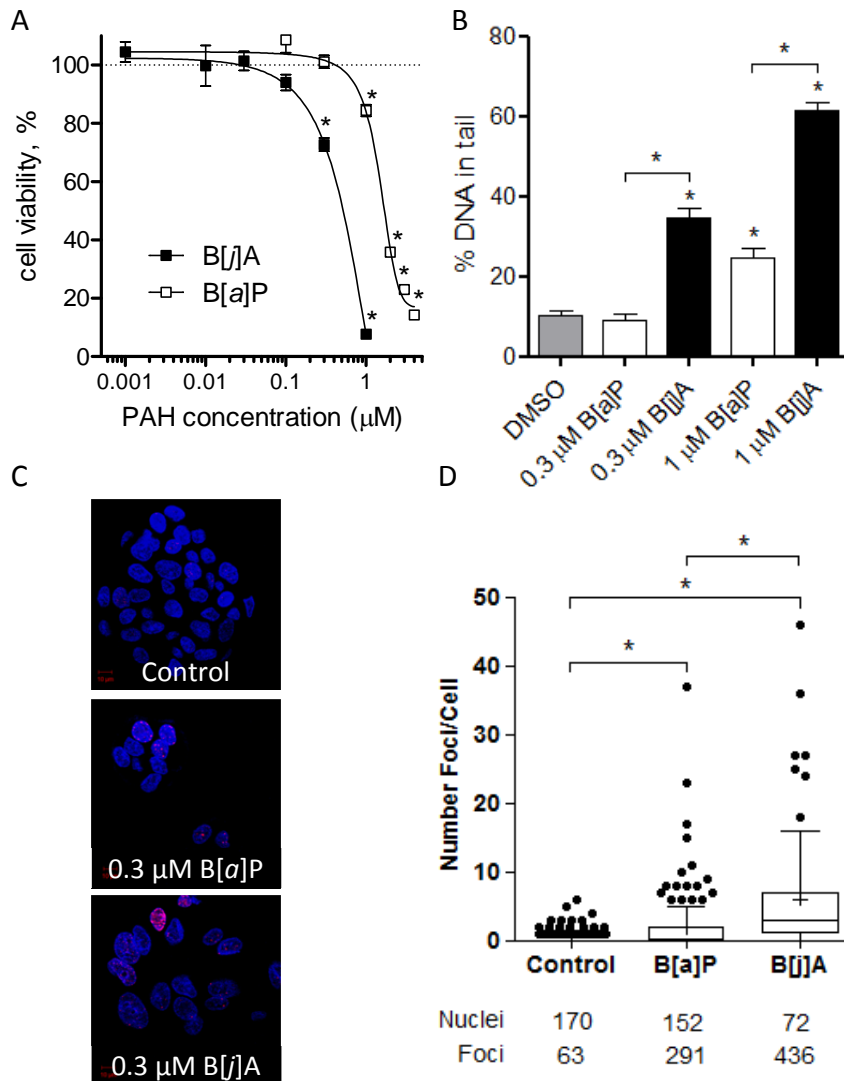 A
cell viability, %
100
80
60
40
20
0
* * * * * *
B[j]A
B[a]P
0.001 0.01 0.1 1
PAH concentration (μM)
B
% DNA in tail
80
60
40
20
0
* * * * *
DMSO
0.3 μM B[a]P
0.3 μM B[j]A
1 μM B[a]P
1 μM B[j]A
C
Control
0.3 μM B[a]P
0.3 μM B[j]A
D
Number Foci/Cell
50
40
30
20
10
0
*
*
*
Control B[a]P B[j]A
Nuclei 170 152 72
Foci 63 291 436